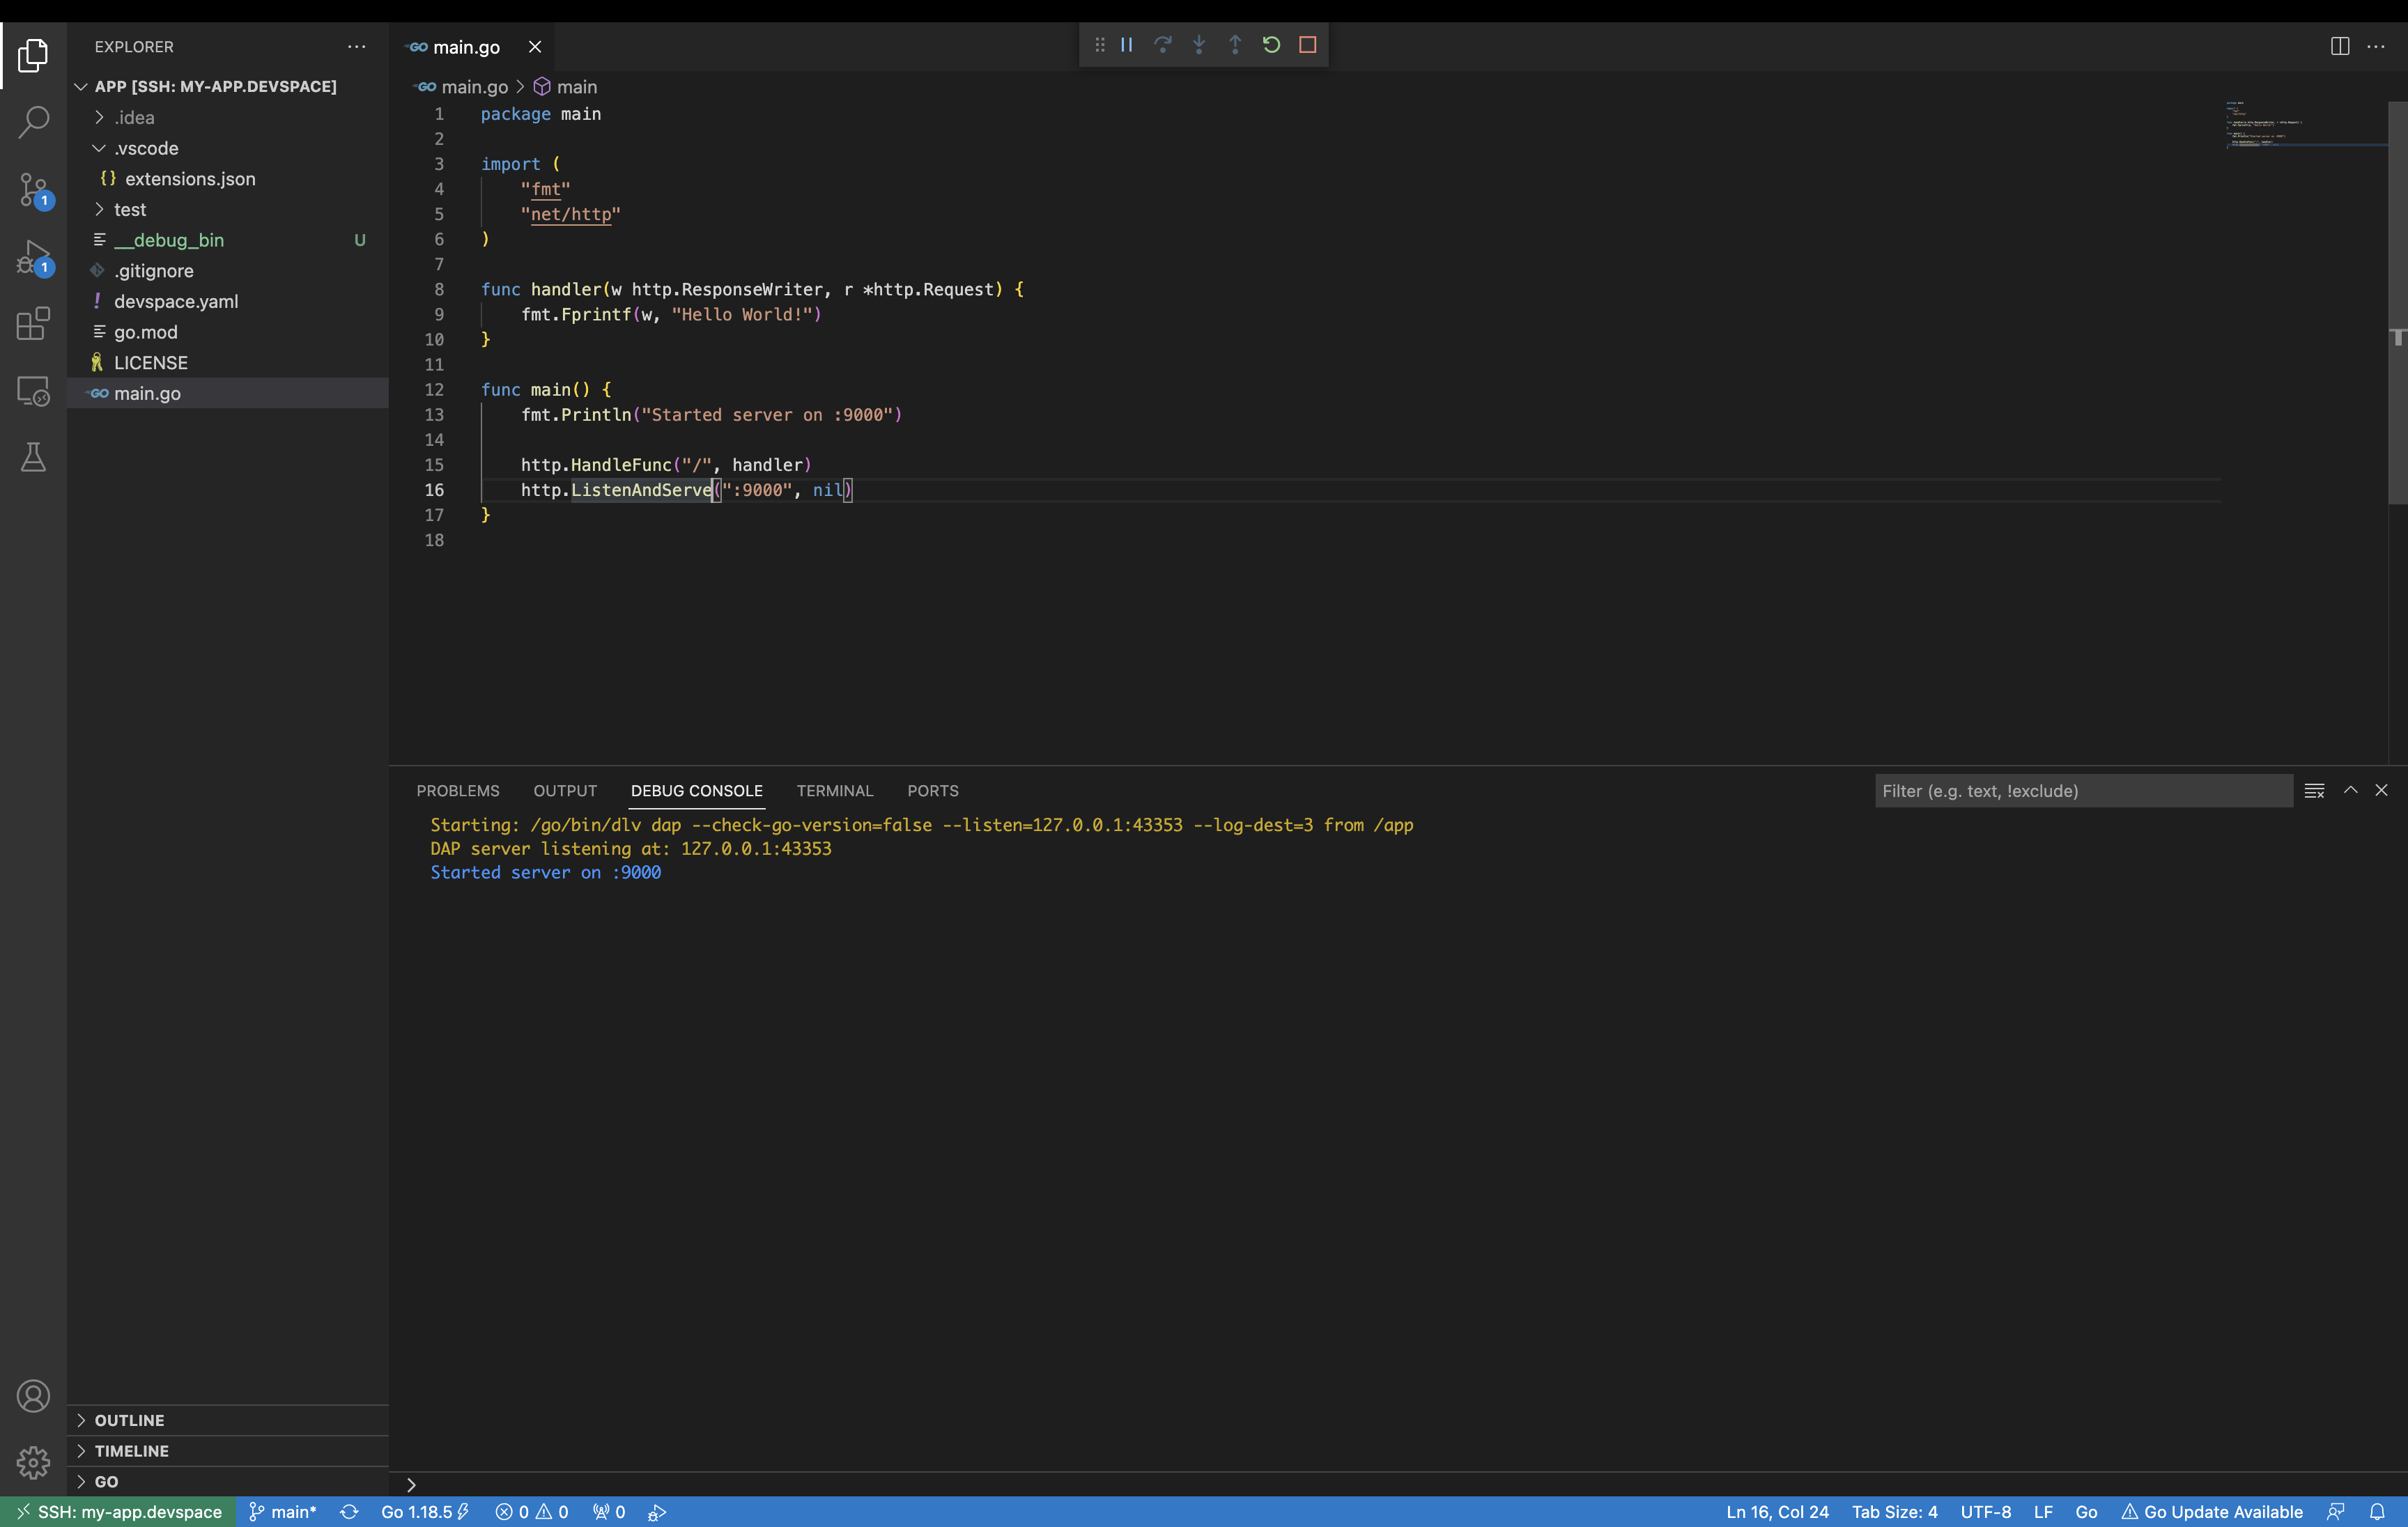 EXPLORER
APP [SSH: MY-APP.DEVSPACE]
.idea
.vscode
{} extensions.json
test
__debug_bin U
.gitignore
! devspace.yaml
go.mod
LICENSE
GO main.go
OUTLINE
TIMELINE
GO
1
1
GO main.go
GO main.go > main
1 package main
2
3 import (
4 "fmt"
5 "net/http"
6 )
7
8 func handler(w http.ResponseWriter, r *http.Request) {
9 fmt.Fprintf(w, "Hello World!")
10 }
11
12 func main() {
13 fmt.Println("Started server on :9000")
14
15 http.HandleFunc("/", handler)
16 http.ListenAndServe(":9000", nil)
17 }
18
PROBLEMS OUTPUT DEBUG CONSOLE TERMINAL PORTS Filter (e.g. text, !exclude)
Starting: /go/bin/dlv dap --check-go-version=false --listen=127.0.0.1:43353 --log-dest=3 from /app
DAP server listening at: 127.0.0.1:43353
Started server on :9000
>
SSH: my-app.devspace main* Go 1.18.5 0 0 0 Ln 16, Col 24 Tab Size: 4 UTF-8 LF Go Go Update Available